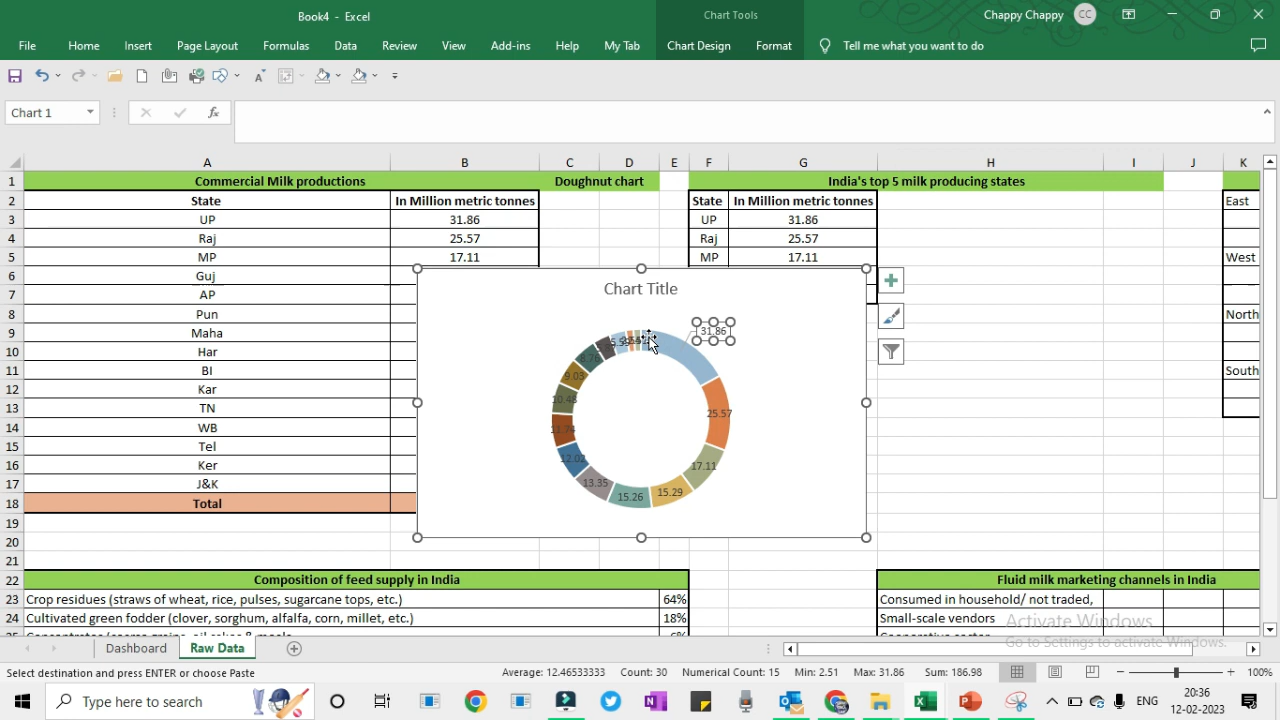 Book4 - Excel
Chart Tools
Chappy Chappy CC
File Home Insert Page Layout Formulas Data Review View Add-ins Help My Tab Chart Design Format Tell me what you want to do
Chart 1 fx
A B C D E F G H I J K
1 Commercial Milk productions Doughnut chart India's top 5 milk producing states
2 State In Million metric tonnes State In Million metric tonnes East
3 UP 31.86 UP 31.86
4 Raj 25.57 Raj 25.57
5 MP 17.11 MP 17.11 West
6 Guj
7 AP
8 Pun North
9 Maha
10 Har
11 BI South
12 Kar
13 TN
14 WB
15 Tel
16 Ker
17 J&K
18 Total
19
20
21
Chart Title
31.86
25.57
17.11
15.29
15.26
13.35
12.02
11.74
10.48
9.03
8.76
22 Composition of feed supply in India Fluid milk marketing channels in India
23 Crop residues (straws of wheat, rice, pulses, sugarcane tops, etc.) 64% Consumed in household/ not traded,
24 Cultivated green fodder (clover, sorghum, alfalfa, corn, millet, etc.) 18% Small-scale vendors
Activate Windows
Go to Settings to activate Windows.
Dashboard Raw Data
Select destination and press ENTER or choose Paste Average: 12.46533333 Count: 30 Numerical Count: 15 Min: 2.51 Max: 31.86 Sum: 186.98 100%
Type here to search ENG 20:36
12-02-2023